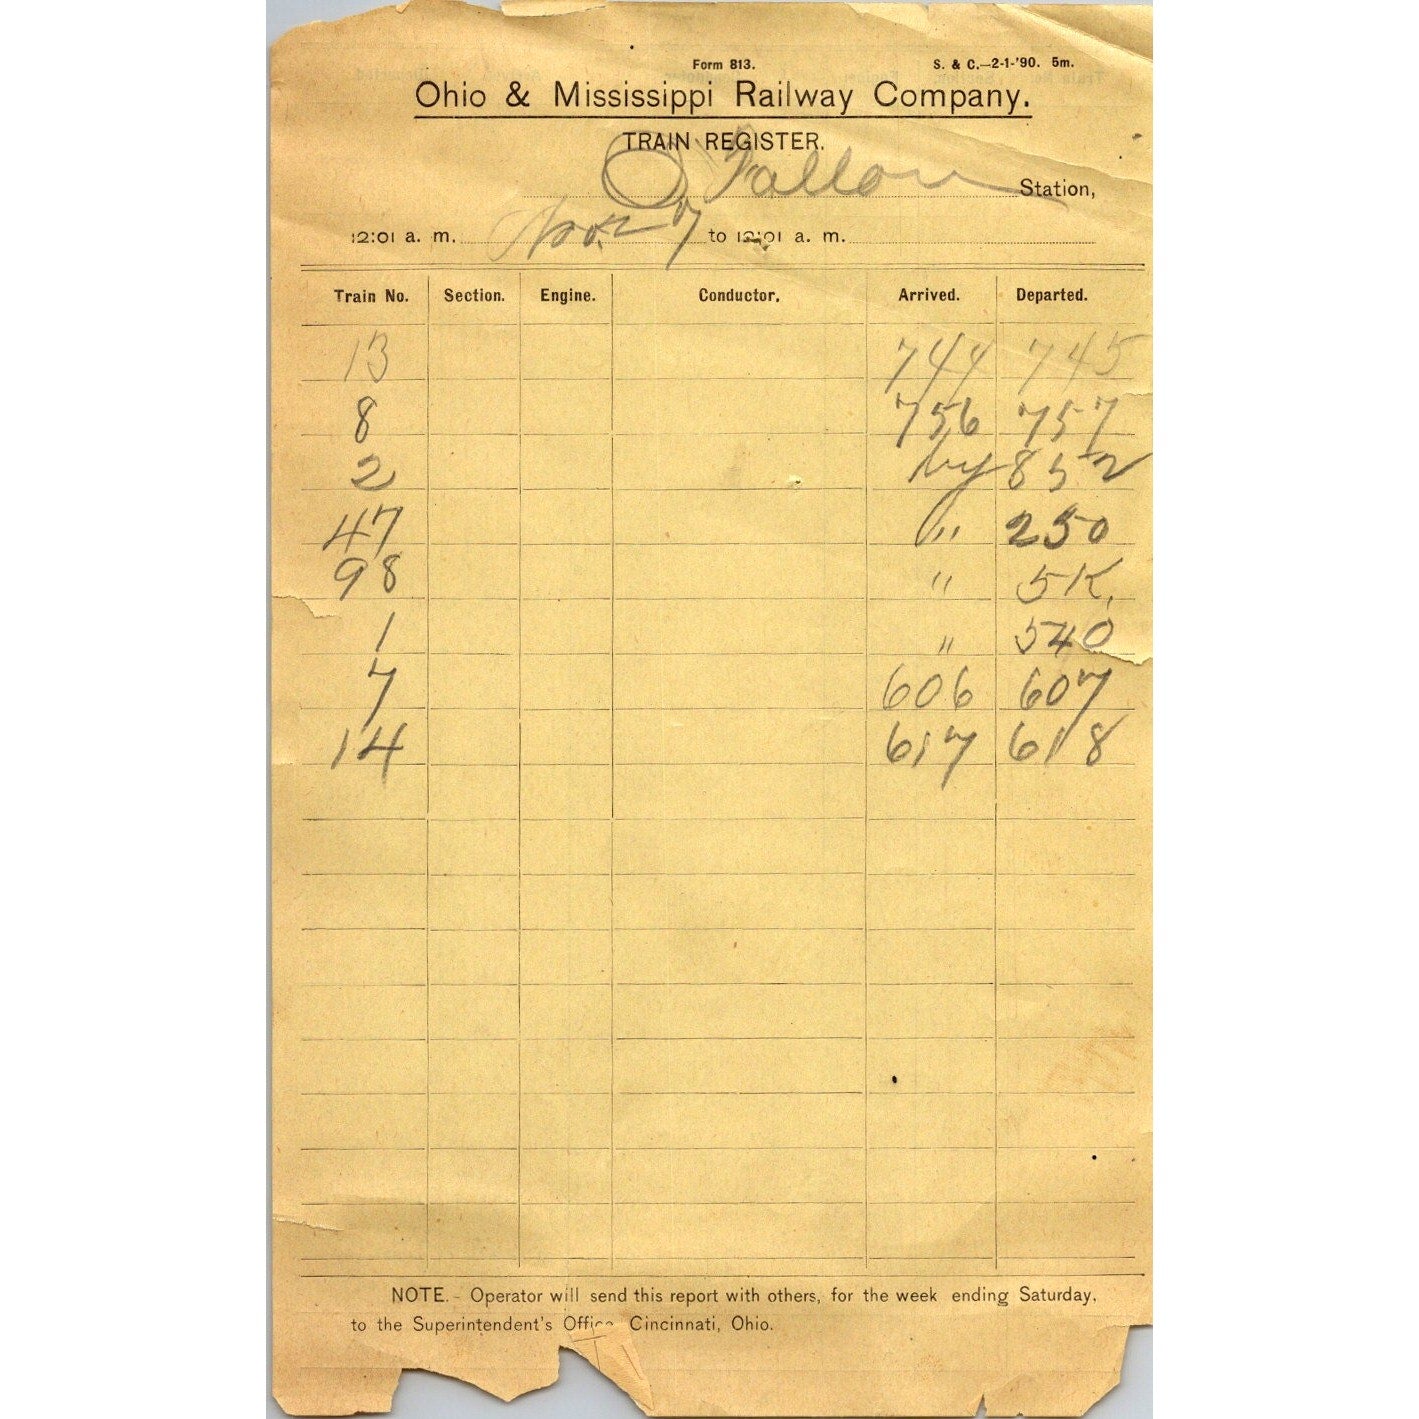 Form 813. S. & C.—2-1-'90. 5m.
Ohio & Mississippi Railway Company.
TRAIN REGISTER.
O'Fallon Station,
12:01 a. m. Nov. 27 to 12:01 a. m.
Train No. Section. Engine. Conductor. Arrived. Departed.
13 744 745
8 756 757
2 by 852
47 " 250
98 " 5K.
1 " 540
7 606 607
14 617 618
NOTE.- Operator will send this report with others, for the week ending Saturday,
to the Superintendent's Office Cincinnati, Ohio.